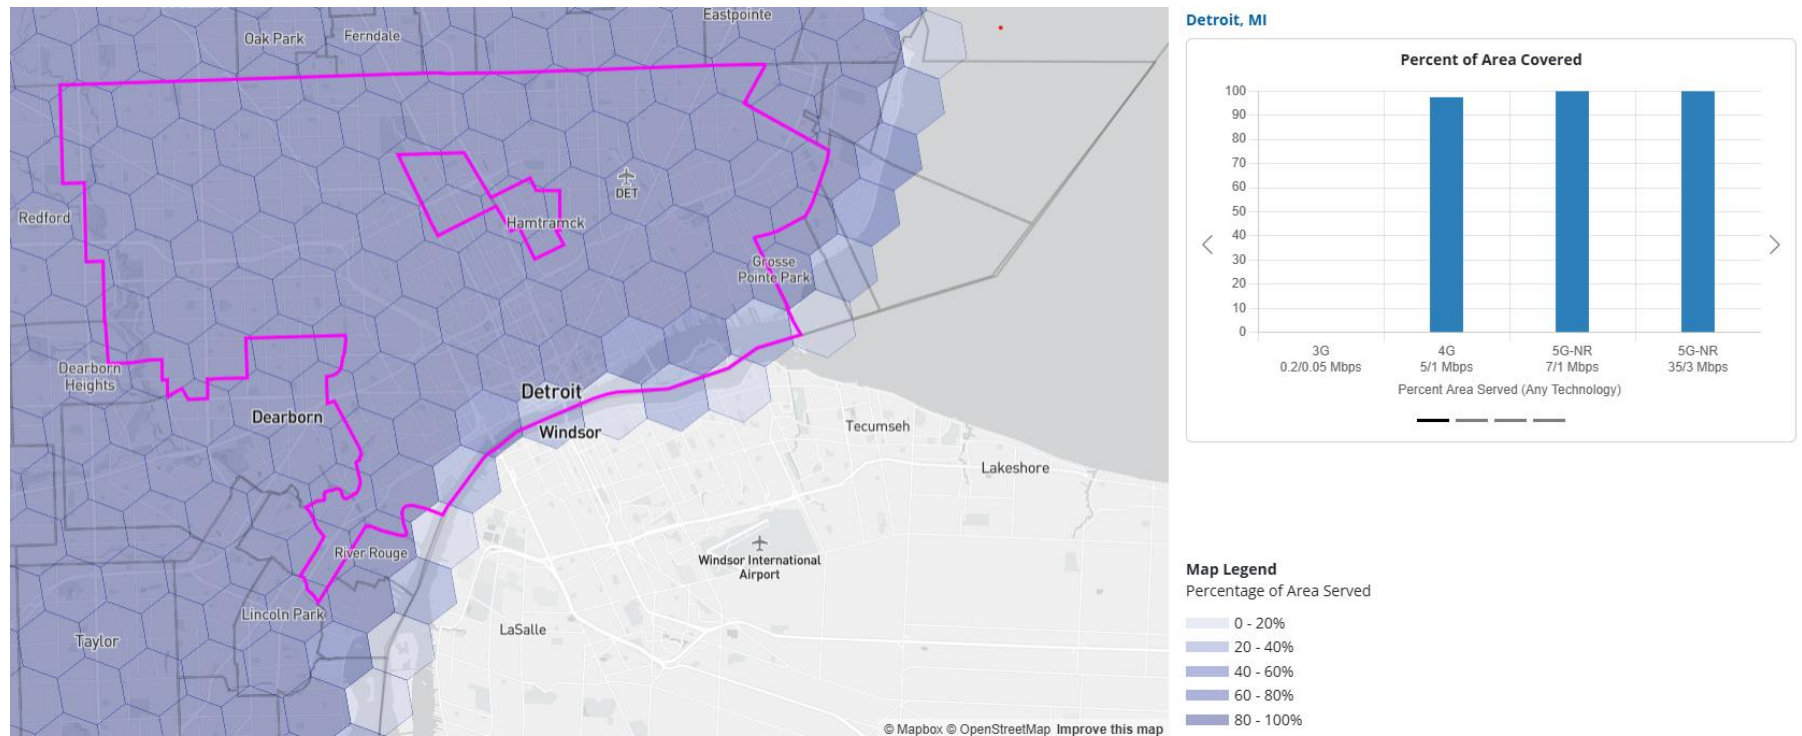 Eastpointe
Oak Park
Ferndale
DET
Redford
Hamtramck
Grosse
Pointe Park
Dearborn
Heights
Detroit
Dearborn
Windsor
Tecumseh
Lakeshore
River Rouge
Windsor International
Airport
Lincoln Park
LaSalle
Taylor
© Mapbox © OpenStreetMap Improve this map
Detroit, MI
Percent of Area Covered
100
90
80
70
60
50
40
30
20
10
0
3G
0.2/0.05 Mbps
4G
5/1 Mbps
5G-NR
7/1 Mbps
5G-NR
35/3 Mbps
Percent Area Served (Any Technology)
Map Legend
Percentage of Area Served
0 - 20%
20 - 40%
40 - 60%
60 - 80%
80 - 100%